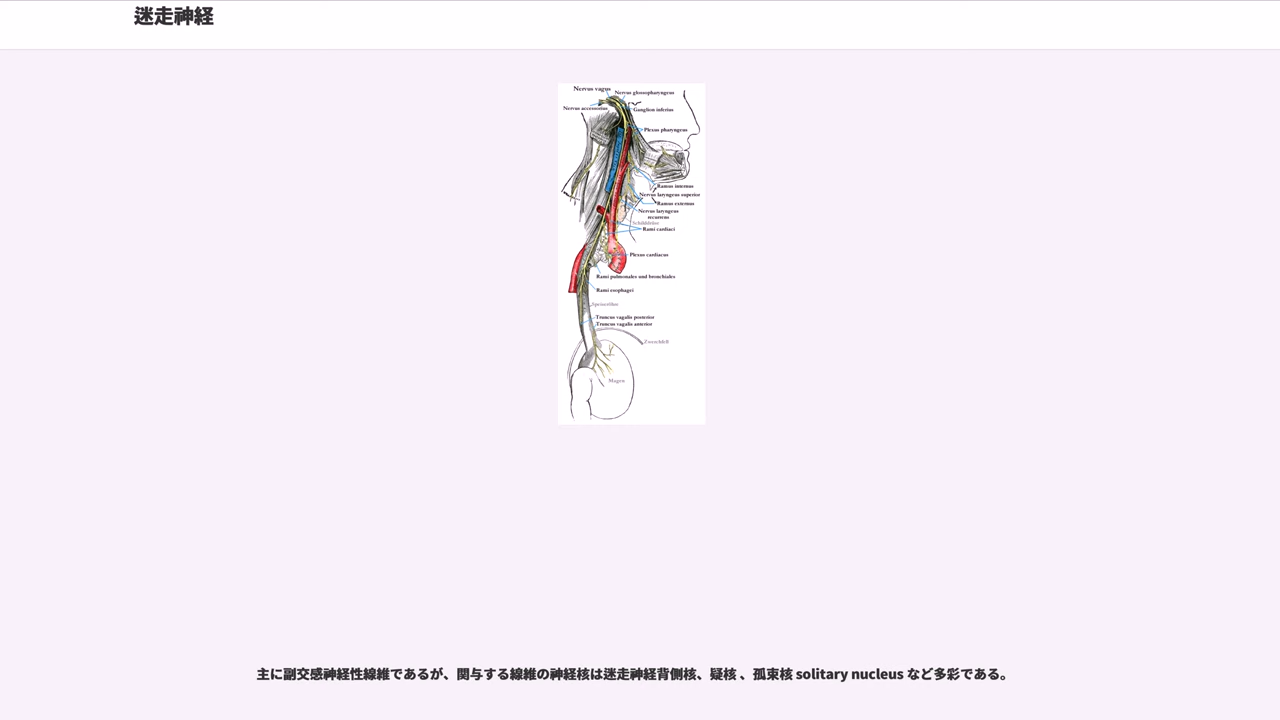 迷走神経
Nervus vagus
Nervus glossopharyngeus
Nervus accessorius
Ganglion inferius
Plexus pharyngeus
Ramus internus
Nervus laryngeus superior
Ramus externus
Nervus laryngeus
recurrens
Schilddrüse
Rami cardiaci
Plexus cardiacus
Rami pulmonales und bronchiales
Rami esophagei
Speiseröhre
Truncus vagalis posterior
Truncus vagalis anterior
Zwerchfell
Magen
主に副交感神経性線維であるが、関与する線維の神経核は迷走神経背側核、疑核 、孤束核 solitary nucleus など多彩である。